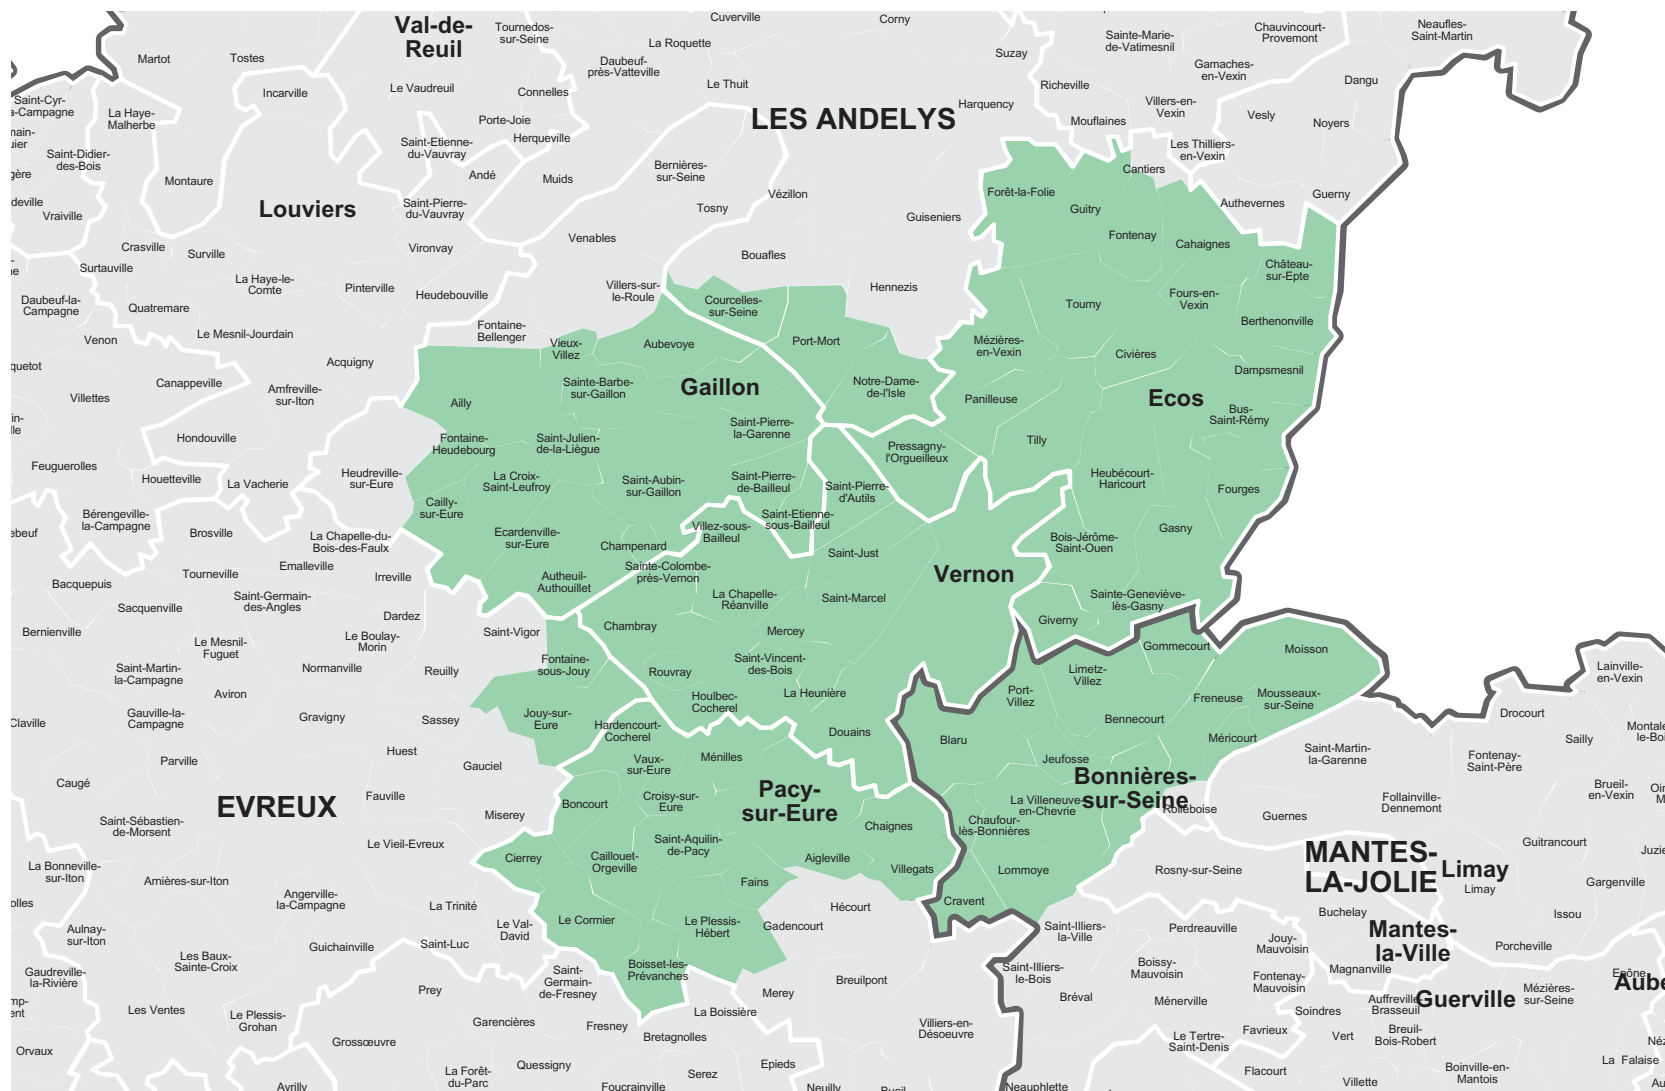 Val-de-
Reuil
Tournedos-
sur-Seine
Cuverville
Corny
Sainte-Marie-
de-Vatimesnil
Chauvincourt-
Provemont
Neaufles-
Saint-Martin
Martot
Tostes
La Roquette
Suzay
Gamaches-
en-Vexin
Daubeuf-
près-Vatteville
Le Thuit
Incarville
Le Vaudreuil
Connelles
Richeville
Dangu
Saint-Cyr-
a-Campagne
La Haye-
Malherbe
Porte-Joie
LES ANDELYS
Harquency
Villers-en-
Vexin
Mouflaines
Vesly
Noyers
Herqueville
Saint-Etienne-
du-Vauvray
Saint-Didier-
des-Bois
Les Thilliers-
en-Vexin
Montaure
Andé
Muids
Bernières-
sur-Seine
Cantiers
Vézillon
Forêt-la-Folie
Guitry
Authevernes
Guerny
deville
Vraiville
Louviers
Saint-Pierre-
du-Vauvray
Tosny
Guiseniers
Fontenay
Cahaignes
Crasville
Surville
Vironvay
Venables
Bouafles
Surtauville
La Haye-le-
Comte
Pinterville
Heudebouville
Villers-sur-
le-Roule
Hennezis
Château-
sur-Epte
Daubeuf-la-
Campagne
Quatremare
Courcelles-
sur-Seine
Tourny
Fours-en-
Vexin
Berthenonville
Venon
Le Mesnil-Jourdain
Fontaine-
Bellenger
Vieux-
Villez
Aubevoye
Port-Mort
Mézières-
en-Vexin
Civières
quetot
Acquigny
Dampsmesnil
Villettes
Canappeville
Amfreville-
sur-Iton
Ailly
Sainte-Barbe-
sur-Gaillon
Gaillon
Notre-Dame-
de-l'Isle
Panilleuse
Ecos
Bus-
Saint-Rémy
Hondouville
Fontaine-
Heudebourg
Saint-Julien-
de-la-Liègue
Saint-Pierre-
la-Garenne
Pressagny-
l'Orgueilleux
Tilly
Feuguerolles
Houetteville
La Vacherie
Heudreville-
sur-Eure
La Croix-
Saint-Leufroy
Saint-Aubin-
sur-Gaillon
Saint-Pierre-
de-Bailleul
Saint-Pierre-
d'Autils
Heubécourt-
Haricourt
Fourges
Bérengeville-
la-Campagne
Cailly-
sur-Eure
Saint-Etienne-
sous-Bailleul
Villez-sous-
Bailleul
ebeuf
Brosville
La Chapelle-du-
Bois-des-Faulx
Ecardenville-
sur-Eure
Champenard
Saint-Just
Bois-Jérôme-
Saint-Ouen
Gasny
Bacquepuis
Tourneville
Emalleville
Irreville
Autheuil-
Authouillet
Sainte-Colombe-
près-Vernon
Vernon
Sacquenville
Saint-Germain-
des-Angles
Dardez
La Chapelle-
Réanville
Saint-Marcel
Sainte-Geneviève-
lès-Gasny
Bernienville
Le Mesnil-
Fuguet
Le Boulay-
Morin
Saint-Vigor
Chambray
Mercey
Giverny
Gommecourt
Moisson
Saint-Martin-
la-Campagne
Normanville
Reuilly
Fontaine-
sous-Jouy
Rouvray
Saint-Vincent-
des-Bois
Limetz-
Villez
Lainville-
en-Vexin
Aviron
La Heunière
Port-
Villez
Freneuse
Mousseaux-
sur-Seine
Claville
Gauville-la-
Campagne
Gravigny
Sassey
Jouy-sur-
Eure
Hardencourt-
Cocherel
Houlbec-
Cocherel
Douains
Blaru
Bennecourt
Méricourt
Drocourt
Sailly
Parville
Huest
Gauciel
Vaux-
sur-Eure
Ménilles
Jeufosse
Saint-Martin-
la-Garenne
Fontenay-
Saint-Père
Caugé
EVREUX
Fauville
Miserey
Boncourt
Croisy-sur-
Eure
Pacy-
sur-Eure
La Villeneuve-
en-Chevrie
Bonnières-
sur-Seine
Rolleboise
Guernes
Follainville-
Dennemont
Brueil-
en-Vexin
Saint-Sébastien-
de-Morsent
Le Vieil-Evreux
Cierrey
Caillouet-
Orgeville
Saint-Aquilin-
de-Pacy
Chaignes
Chaufour-
lès-Bonnières
Guitrancourt
La Bonneville-
sur-Iton
Arnières-sur-Iton
Aigleville
Villegats
Lommoye
Rosny-sur-Seine
MANTES-
LA-JOLIE
Limay
Limay
Gargenville
Angerville-
la-Campagne
La Trinité
Fains
Hécourt
Cravent
Buchelay
Issou
Aulnay-
sur-Iton
Guichainville
Saint-Luc
Le Val-
David
Le Cormier
Le Plessis-
Hébert
Gadencourt
Saint-Illiers-
la-Ville
Perdreauville
Jouy-
Mauvoisin
Mantes-
la-Ville
Porcheville
Gaudreville-
la-Rivière
Les Baux-
Sainte-Croix
Boisset-les-
Prévanches
Breuilpont
Saint-Illiers-
le-Bois
Boissy-
Mauvoisin
Fontenay-
Mauvoisin
Magnanville
Prey
Saint-
Germain-
de-Fresney
Merey
Bréval
Ménerville
Guerville
Mézières-
sur-Seine
Les Ventes
Le Plessis-
Grohan
Garencières
Fresney
La Boissière
Villiers-en-
Désoeuvre
Soindres
Auffreville-
Brasseuil
Orvaux
Grossœuvre
Bretagnolles
Le Tertre-
Saint-Denis
Favrieux
Vert
Breuil-
Bois-Robert
Quessigny
Epieds
Flacourt
Boinville-en-
Mantois
La Falaise
Avrilly
La Forêt-
du-Parc
Foucrainville
Serez
Neuilly
Neauphlette
Villette